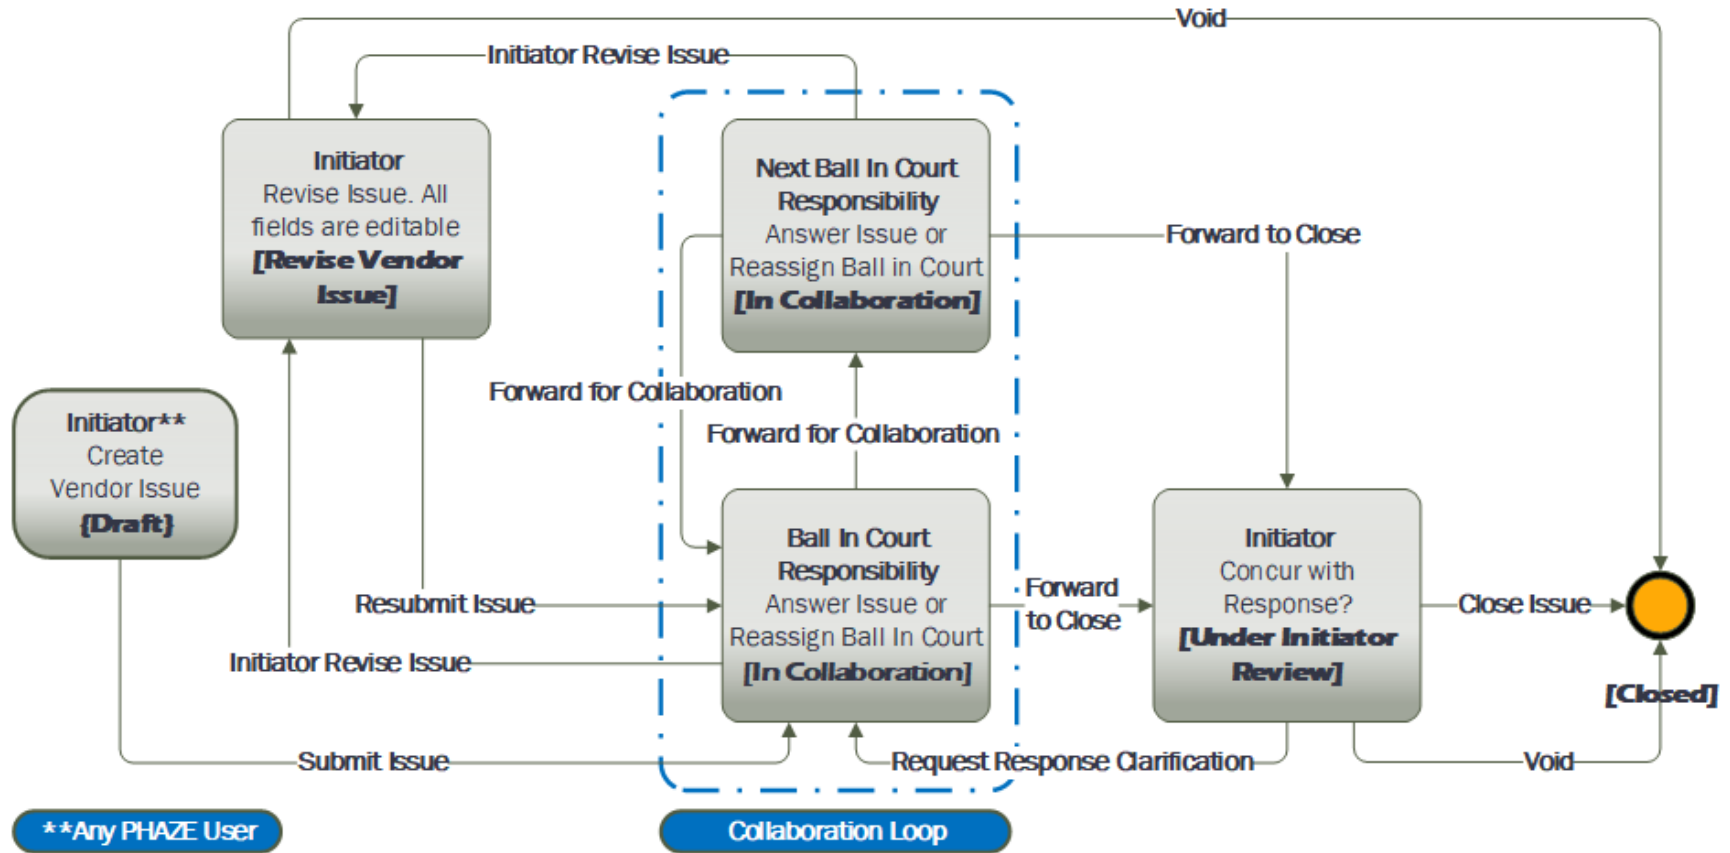 Void
Initiator Revise Issue
Initiator
Revise Issue. All
fields are editable
[Revise Vendor
Issue]
Next Ball In Court
Responsibility
Answer Issue or
Reassign Ball in Court
[In Collaboration]
Forward to Close
Forward for Collaboration
Forward for Collaboration
Initiator**
Create
Vendor Issue
{Draft}
Ball In Court
Responsibility
Answer Issue or
Reassign Ball In Court
[In Collaboration]
Forward
to Close
Initiator
Concur with
Response?
[Under Initiator
Review]
Close Issue
Resubmit Issue
Initiator Revise Issue
[Closed]
Submit Issue
Request Response Clarification
Void
**Any PHAZE User
Collaboration Loop